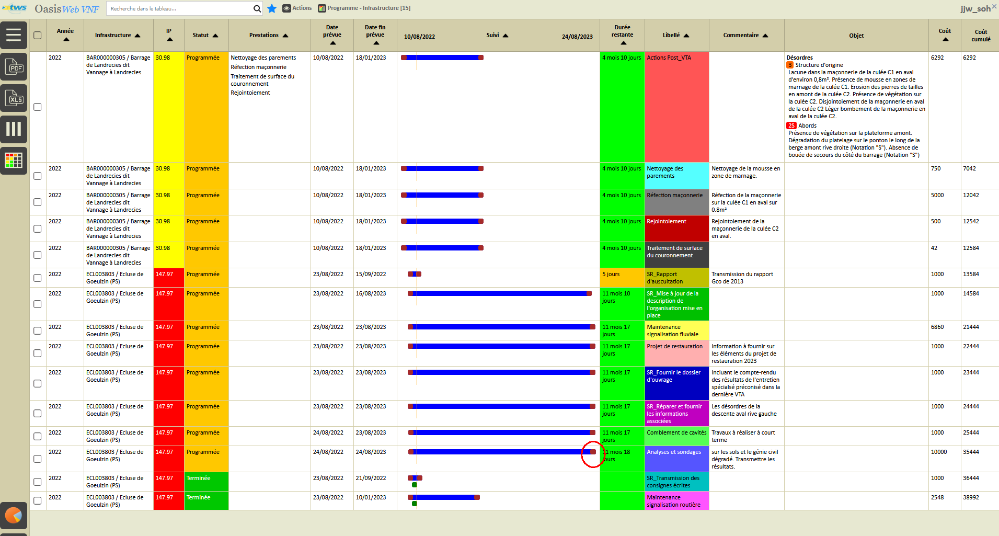 tws OasisWeb VNF Recherche dans le tableau... Actions Programme - Infrastructure [15] jjw_soh ×
Année Infrastructure IP Statut Prestations Date prévue Date fin prévue 10/08/2022 Suivi 24/08/2023 Durée restante Libellé Commentaire Objet Coût Coût cumulé
PDF
XLS
2022 BAR000000305 / Barrage de Landrecies dit Vannage à Landrecies 30.98 Programmée
Nettoyage des parements
Réfection maçonnerie
Traitement de surface du
couronnement
Rejointoiement
10/08/2022 18/01/2023 4 mois 10 jours Actions Post_VTA
Désordres
3 Structure d'origine
Lacune dans la maçonnerie de la culée C1 en aval
d'environ 0,8m². Présence de mousse en zones de
marnage de la culée C1. Erosion des pierres de tailles
en amont de la culée C2. Présence de végétation sur
la culée C2. Disjointoiement de la maçonnerie en aval
de la culée C2 Léger bombement de la maçonnerie en
aval de la culée C2.
2S Abords
Présence de végétation sur la plateforme amont.
Dégradation du platelage sur le ponton le long de la
berge amont rive droite (Notation "S"). Absence de
bouée de secours du côté du barrage (Notation "S")
6292 6292
2022 BAR000000305 / Barrage de Landrecies dit Vannage à Landrecies 30.98 Programmée 10/08/2022 18/01/2023 4 mois 10 jours Nettoyage des parements Nettoyage de la mousse en zone de marnage. 750 7042
2022 BAR000000305 / Barrage de Landrecies dit Vannage à Landrecies 30.98 Programmée 10/08/2022 18/01/2023 4 mois 10 jours Réfection maçonnerie Réfection de la maçonnerie sur la culée C1 en aval sur 0.8m² 5000 12042
2022 BAR000000305 / Barrage de Landrecies dit Vannage à Landrecies 30.98 Programmée 10/08/2022 18/01/2023 4 mois 10 jours Rejointoiement Rejointoiement de la maçonnerie de la culée C2 en aval. 500 12542
2022 BAR000000305 / Barrage de Landrecies dit Vannage à Landrecies 30.98 Programmée 10/08/2022 18/01/2023 4 mois 10 jours Traitement de surface du couronnement 42 12584
2022 ECL003803 / Ecluse de Goeulzin (PS) 147.97 Programmée 23/08/2022 15/09/2022 5 jours SR_Rapport d'auscultation Transmission du rapport Gco de 2013 1000 13584
2022 ECL003803 / Ecluse de Goeulzin (PS) 147.97 Programmée 23/08/2022 16/08/2023 11 mois 10 jours SR_Mise à jour de la description de l'organisation mise en place 1000 14584
2022 ECL003803 / Ecluse de Goeulzin (PS) 147.97 Programmée 23/08/2022 23/08/2023 11 mois 17 jours Maintenance signalisation fluviale 6860 21444
2022 ECL003803 / Ecluse de Goeulzin (PS) 147.97 Programmée 23/08/2022 23/08/2023 11 mois 17 jours Projet de restauration Information à fournir sur les éléments du projet de restauration 2023 1000 22444
2022 ECL003803 / Ecluse de Goeulzin (PS) 147.97 Programmée 23/08/2022 23/08/2023 11 mois 17 jours SR_Fournir le dossier d'ouvrage Incluant le compte-rendu des résultats de l'entretien spécialsé préconisé dans la dernière VTA 1000 23444
2022 ECL003803 / Ecluse de Goeulzin (PS) 147.97 Programmée 23/08/2022 23/08/2023 11 mois 17 jours SR_Réparer et fournir les informations associées Les désordres de la descente aval rive gauche 1000 24444
2022 ECL003803 / Ecluse de Goeulzin (PS) 147.97 Programmée 24/08/2022 23/08/2023 11 mois 17 jours Comblement de cavités Travaux à réaliser à court terme 1000 25444
2022 ECL003803 / Ecluse de Goeulzin (PS) 147.97 Programmée 24/08/2022 24/08/2023 11 mois 18 jours Analyses et sondages sur les sols et le génie civil dégradé. Transmettre les résultats. 10000 35444
2022 ECL003803 / Ecluse de Goeulzin (PS) 147.97 Terminée 23/08/2022 21/09/2022 SR_Transmission des consignes écrites 1000 36444
2022 ECL003803 / Ecluse de Goeulzin (PS) 147.97 Terminée 23/08/2022 10/01/2023 Maintenance signalisation routière 2548 38992